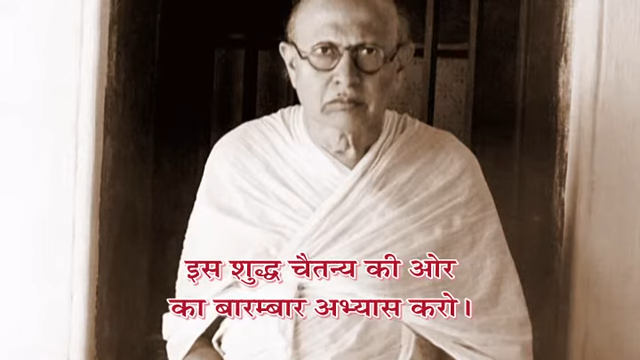 इस शुद्ध चैतन्य की ओर
का बारम्बार अभ्यास करो।